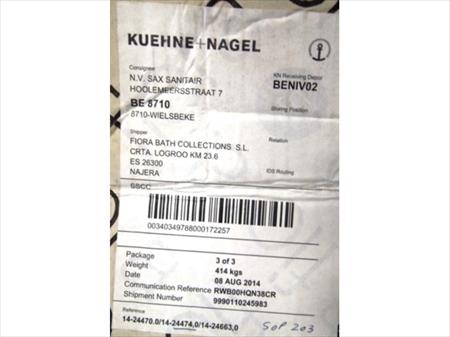 KUEHNE+NAGEL
Consignee
N.V. SAX SANITAIR
HOOLEMEERSSTRAAT 7
BE 8710
8710-WIELSBEKE
KN Receiving Depot
BENIV02
Storing Position
Shipper
FIORA BATH COLLECTIONS S.L.
CRTA. LOGROO KM 23.6
ES 26300
NAJERA
Relation
IDS Routing
SSCC
00340349788000172257
Package 3 of 3
Weight 414 kgs
Date 08 AUG 2014
Communication Reference RWB00HQN38CR
Shipment Number 9990110245983
Reference
14-24470.0/14-24474,0/14-24663,0
SOP 203